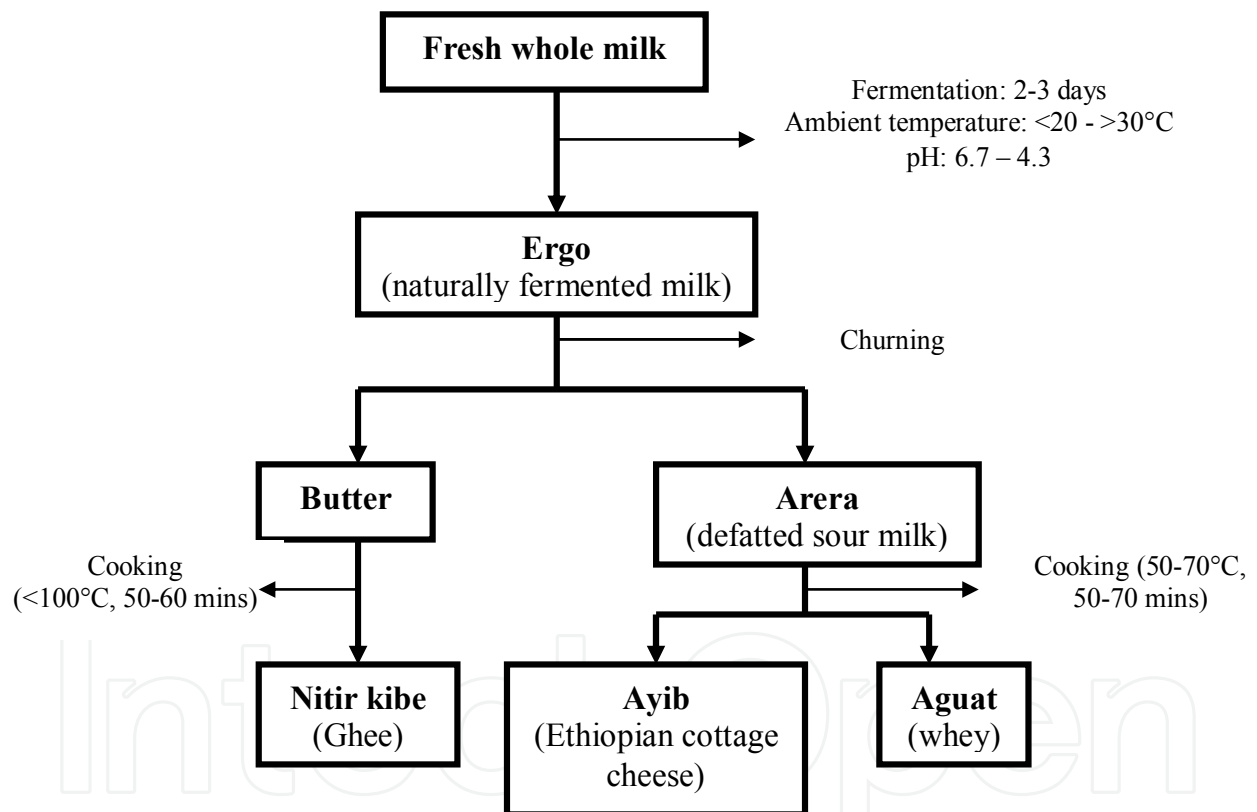 Fresh whole milk
Fermentation: 2-3 days
Ambient temperature: <20 - >30°C
pH: 6.7 – 4.3
Ergo
(naturally fermented milk)
Churning
Butter
Arera
(defatted sour milk)
Cooking
(<100°C, 50-60 mins)
Cooking (50-70°C,
50-70 mins)
Nitir kibe
(Ghee)
Ayib
(Ethiopian cottage
cheese)
Aguat
(whey)
IntechOpen